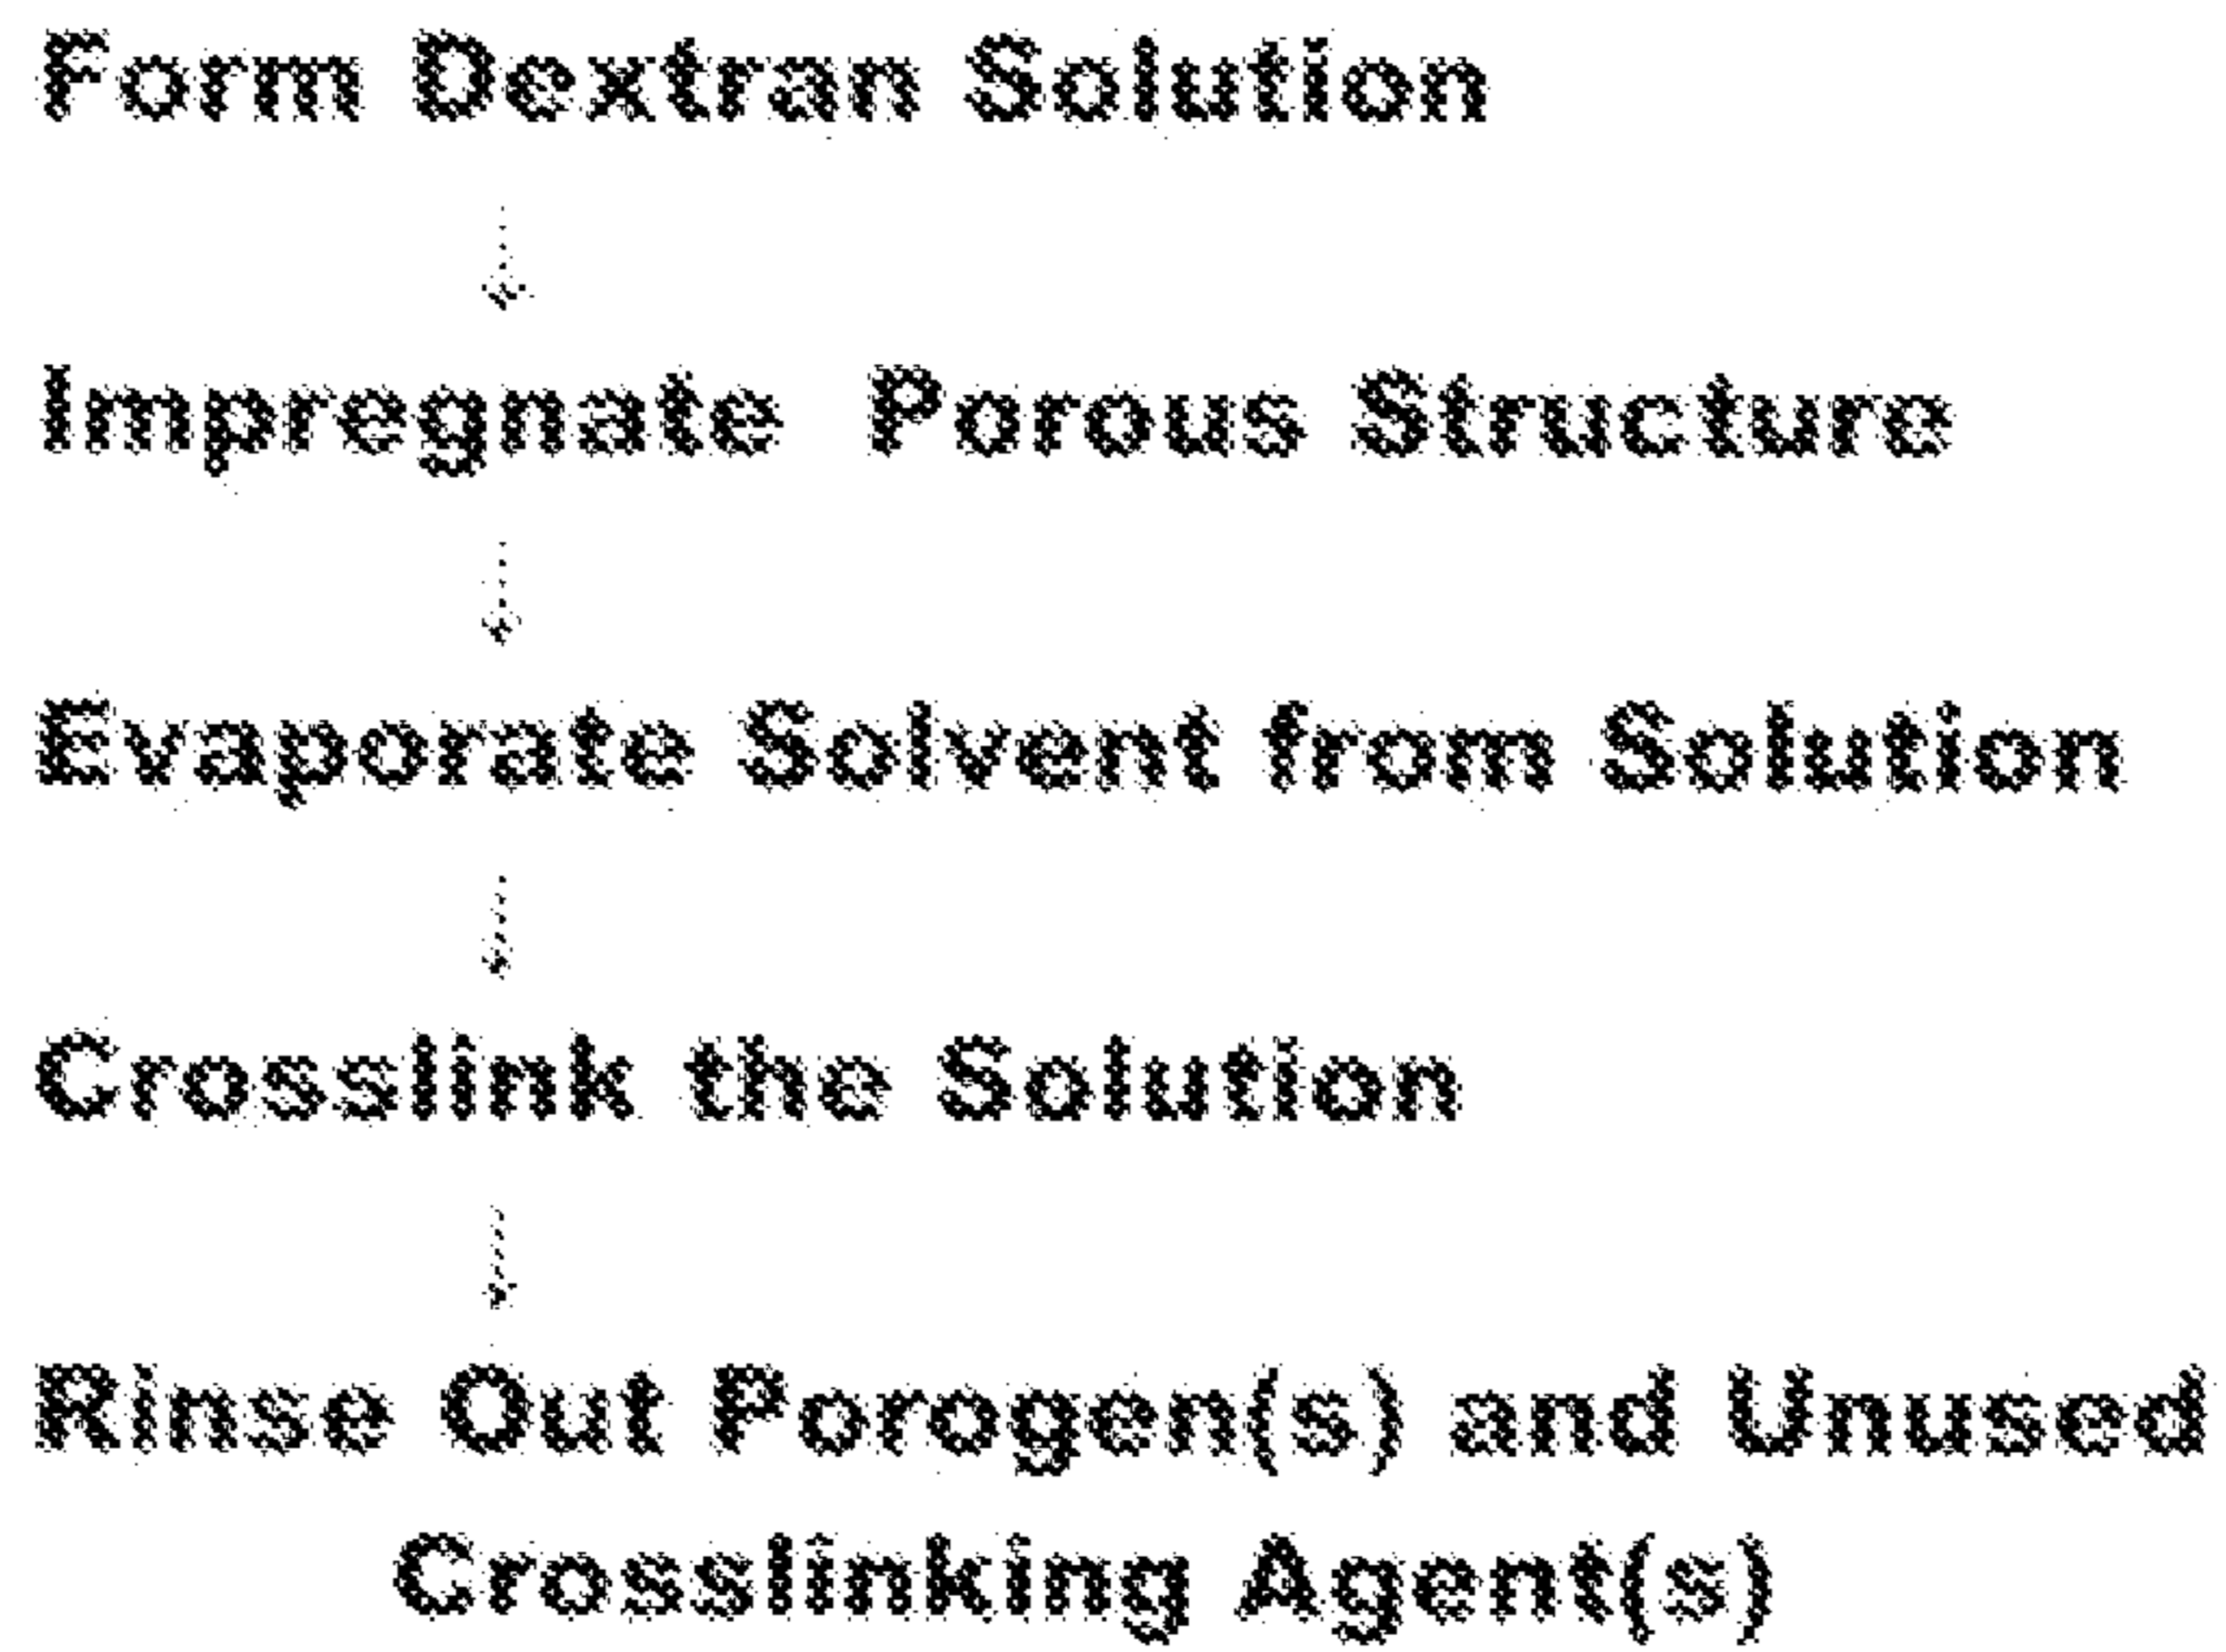 Form Dextran Solution
Impregnate Porous Structure
Evaporate Solvent from Solution
Crosslink the Solution
Rinse Out Porogen(s) and Unused
Crosslinking Agent(s)